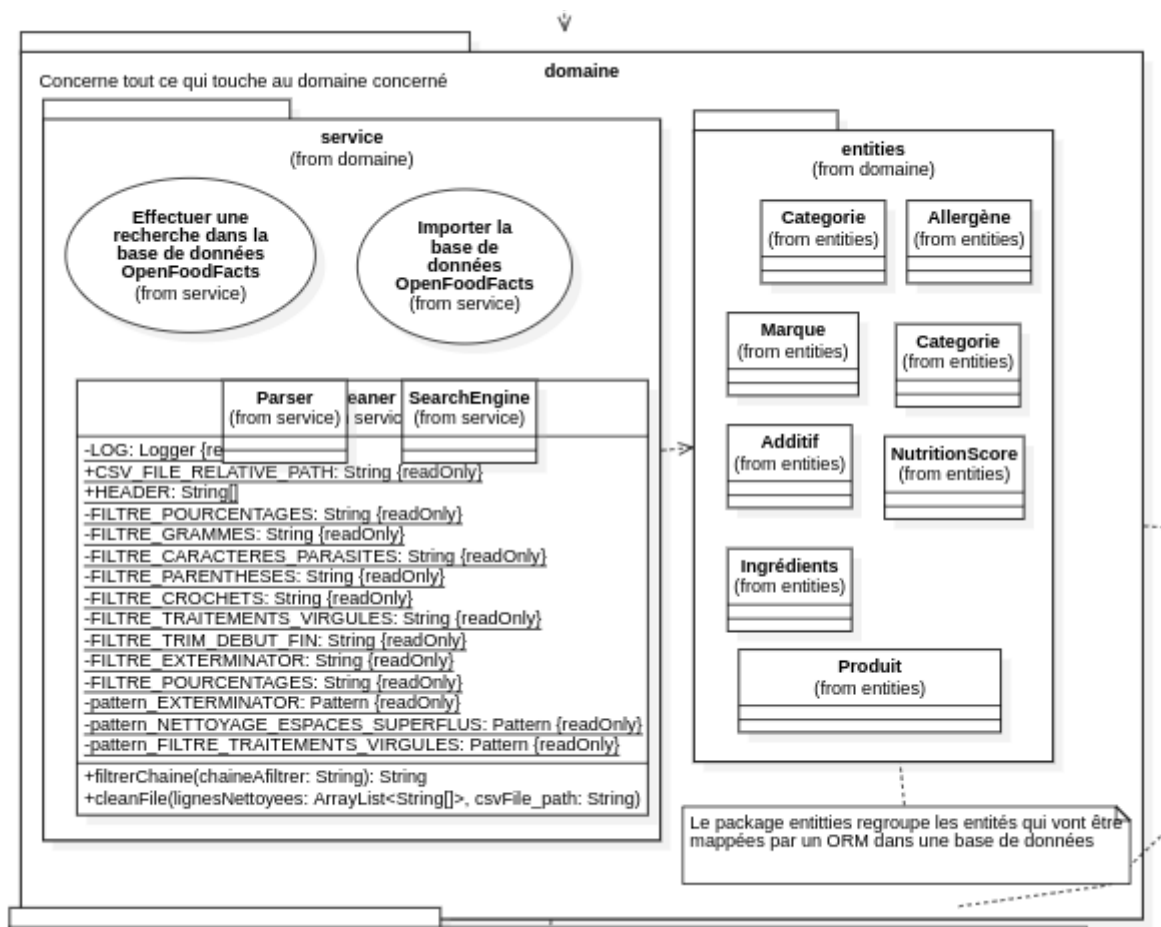 domaine
Concerne tout ce qui touche au domaine concerné
service
(from domaine)
Effectuer une
recherche dans la
base de données
OpenFoodFacts
(from service)
Importer la
base de
données
OpenFoodFacts
(from service)
Parser
(from service)
eaner
servic
SearchEngine
(from service)
-LOG: Logger {re
+CSV_FILE_RELATIVE_PATH: String {readOnly}
+HEADER: String[]
-FILTRE_POURCENTAGES: String {readOnly}
-FILTRE_GRAMMES: String {readOnly}
-FILTRE_CARACTERES_PARASITES: String {readOnly}
-FILTRE_PARENTHESES: String {readOnly}
-FILTRE_CROCHETS: String {readOnly}
-FILTRE_TRAITEMENTS_VIRGULES: String {readOnly}
-FILTRE_TRIM_DEBUT_FIN: String {readOnly}
-FILTRE_EXTERMINATOR: String {readOnly}
-FILTRE_POURCENTAGES: String {readOnly}
-pattern_EXTERMINATOR: Pattern {readOnly}
-pattern_NETTOYAGE_ESPACES_SUPERFLUS: Pattern {readOnly}
-pattern_FILTRE_TRAITEMENTS_VIRGULES: Pattern {readOnly}
+filtrerChaine(chaineAfiltrer: String): String
+cleanFile(lignesNettoyees: ArrayList<String[]>, csvFile_path: String)
entities
(from domaine)
Categorie
(from entities)
Allergène
(from entities)
Marque
(from entities)
Categorie
(from entities)
Additif
(from entities)
NutritionScore
(from entities)
Ingrédients
(from entities)
Produit
(from entities)
Le package entitties regroupe les entités qui vont être
mappées par un ORM dans une base de données